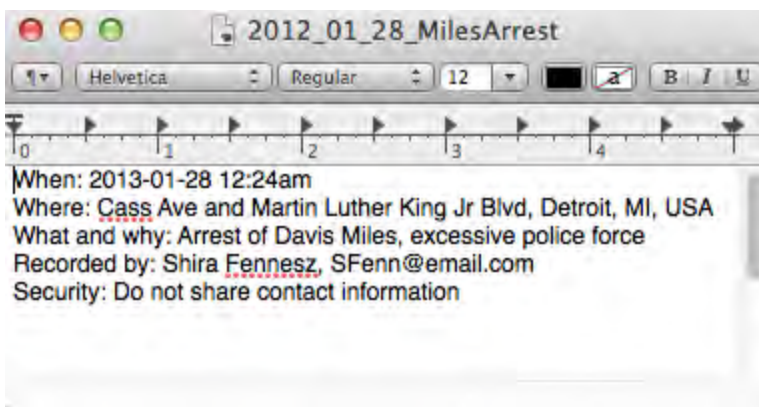 2012_01_28_MilesArrest
¶ Helvetica Regular 12 a B I U
0 1 2 3 4
When: 2013-01-28 12:24am
Where: Cass Ave and Martin Luther King Jr Blvd, Detroit, MI, USA
What and why: Arrest of Davis Miles, excessive police force
Recorded by: Shira Fennesz, SFenn@email.com
Security: Do not share contact information